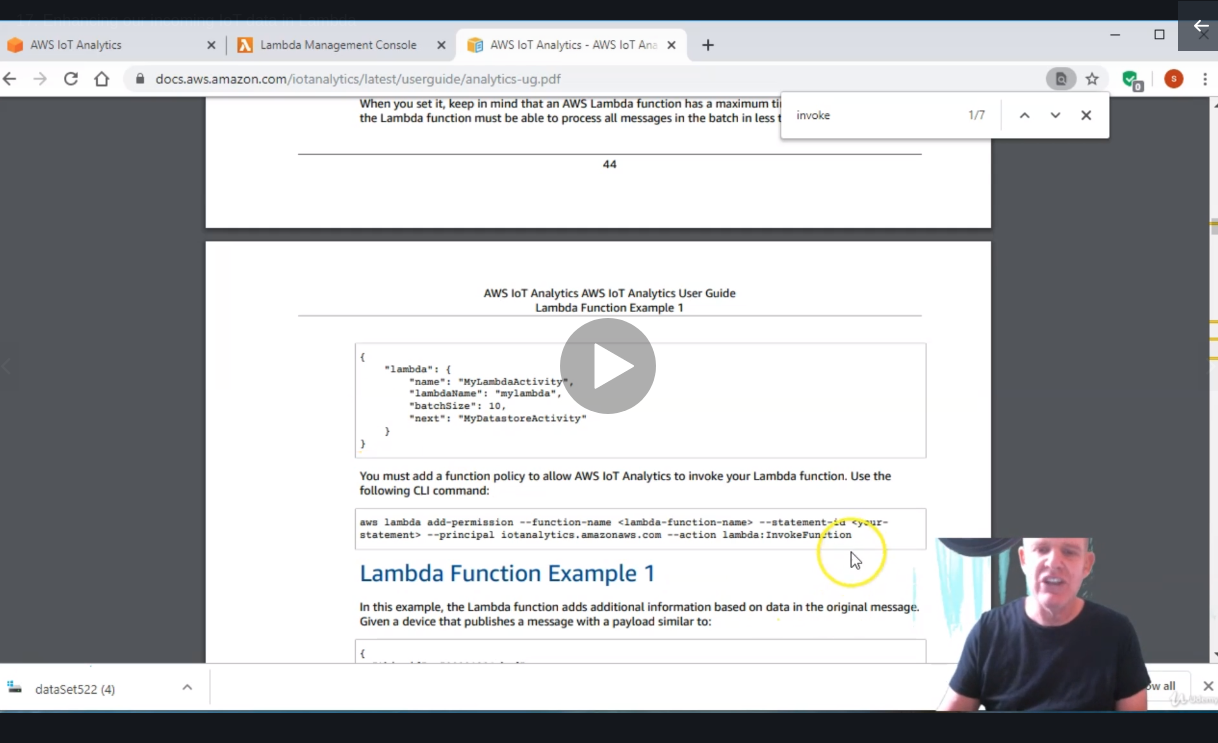 AWS IoT Analytics
Lambda Management Console
AWS IoT Analytics - AWS IoT Ana
docs.aws.amazon.com/iotanalytics/latest/userguide/analytics-ug.pdf
0
S
invoke
1/7
When you set it, keep in mind that an AWS Lambda function has a maximum
the Lambda function must be able to process all messages in the batch in less
44
AWS IoT Analytics AWS IoT Analytics User Guide
Lambda Function Example 1
{
"lambda": {
"name": "MyLambdaActivity",
"lambdaName": "mylambda",
"batchSize": 10,
"next": "MyDatastoreActivity"
}
}
You must add a function policy to allow AWS IoT Analytics to invoke your Lambda function. Use the
following CLI command:
aws lambda add-permission --function-name <lambda-function-name> --statement-id <your-
statement> --principal iotanalytics.amazonaws.com --action lambda:InvokeFunction
Lambda Function Example 1
In this example, the Lambda function adds additional information based on data in the original message.
Given a device that publishes a message with a payload similar to:
{
dataSet522 (4)
all